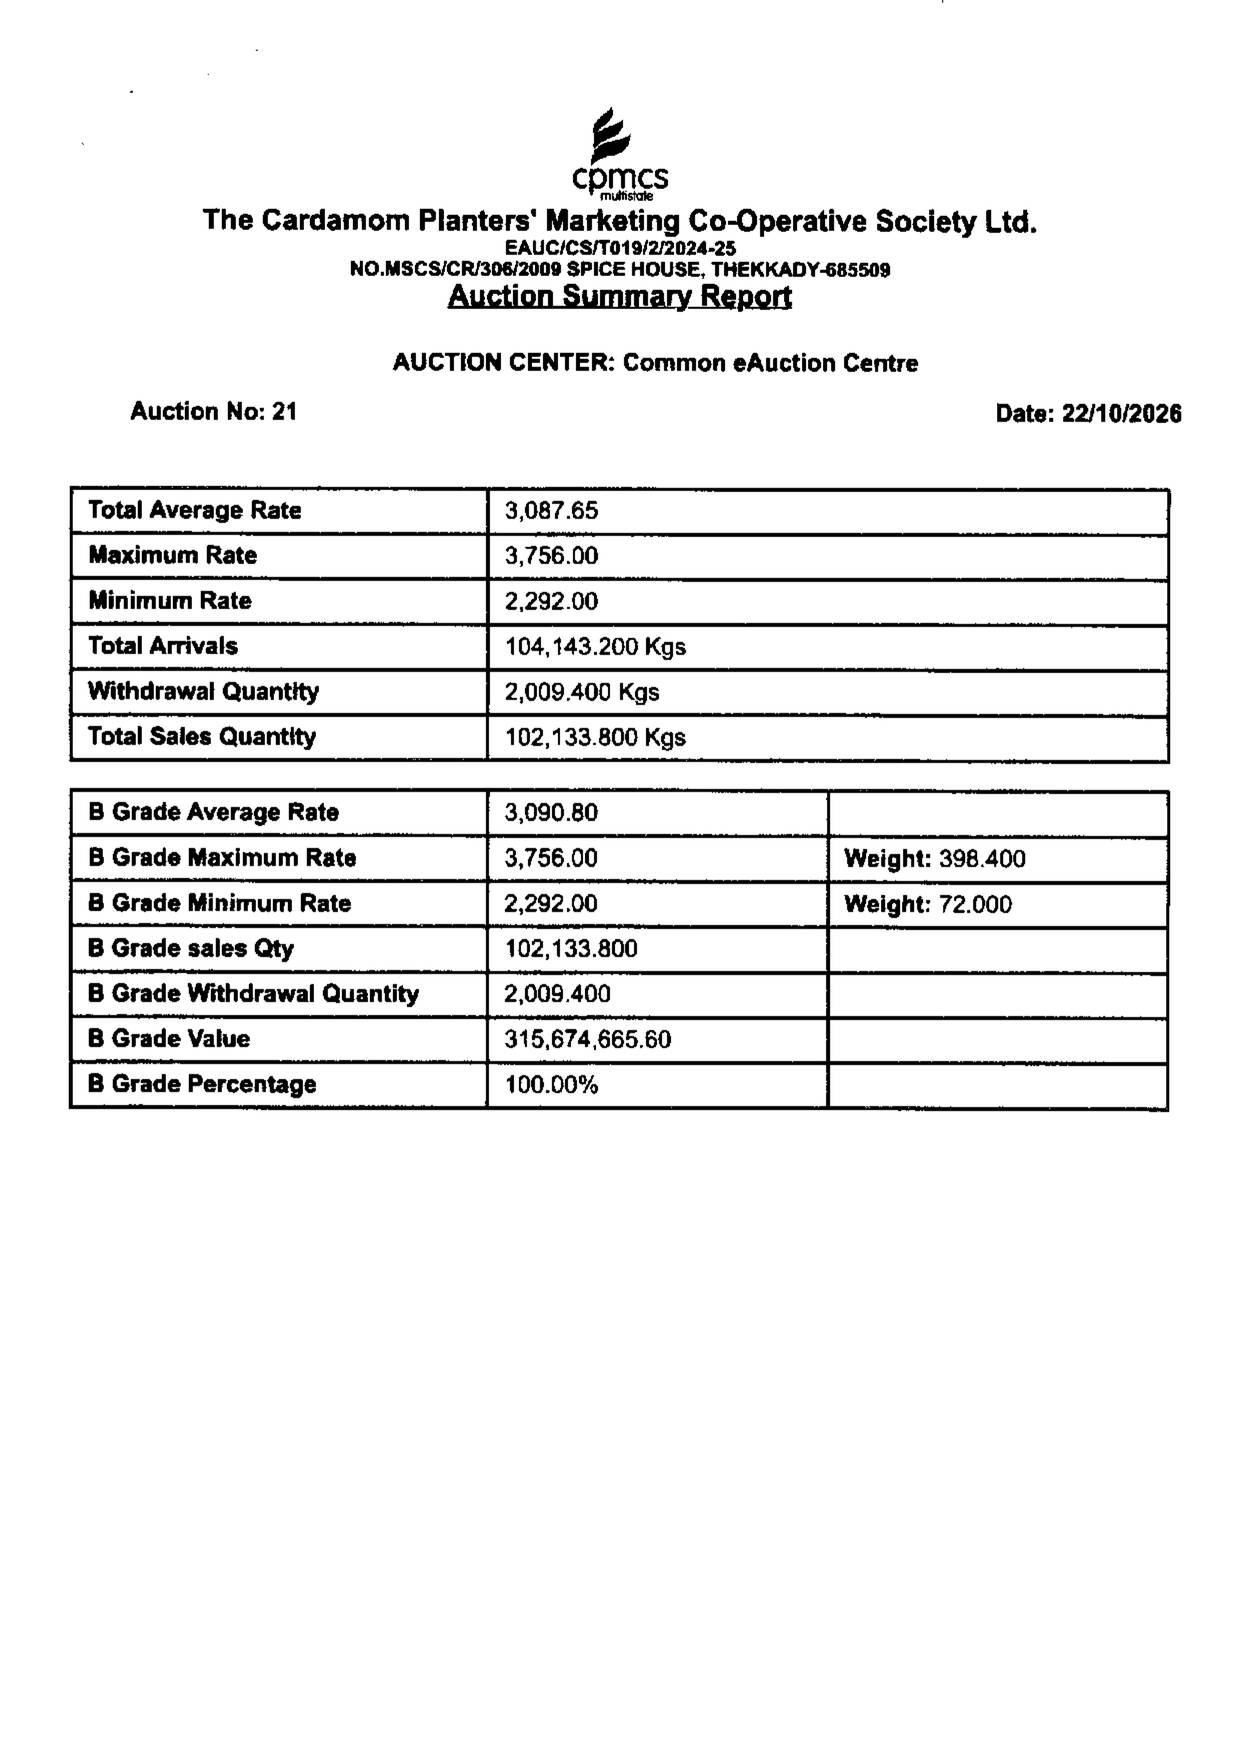 cpmcs
multistate
The Cardamom Planters' Marketing Co-Operative Society Ltd.
EAUC/CS/T019/2/2024-25
NO.MSCS/CR/306/2009 SPICE HOUSE, THEKKADY-685509
Auction Summary Report
AUCTION CENTER: Common eAuction Centre
Auction No: 21 Date: 22/10/2026
Total Average Rate 3,087.65
Maximum Rate 3,756.00
Minimum Rate 2,292.00
Total Arrivals 104,143.200 Kgs
Withdrawal Quantity 2,009.400 Kgs
Total Sales Quantity 102,133.800 Kgs
B Grade Average Rate 3,090.80
B Grade Maximum Rate 3,756.00 Weight: 398.400
B Grade Minimum Rate 2,292.00 Weight: 72.000
B Grade sales Qty 102,133.800
B Grade Withdrawal Quantity 2,009.400
B Grade Value 315,674,665.60
B Grade Percentage 100.00%